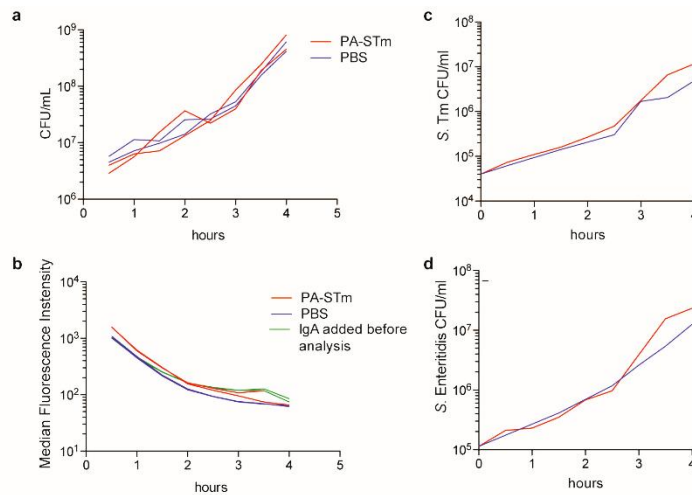 a
CFU/mL
10⁹
10⁸
10⁷
10⁶
0 1 2 3 4 5
hours
PA-STm
PBS
b
Median Fluorescence Instensity
10⁴
10³
10²
10¹
0 1 2 3 4 5
hours
PA-STm
PBS
IgA added before
analysis
c
S. Tm CFU/ml
10⁷
10⁶
10⁵
10⁴
0 1 2 3 4
hours
d
S. Enteritidis CFU/ml
10⁸
10⁷
10⁶
10⁵
0 1 2 3 4
hours